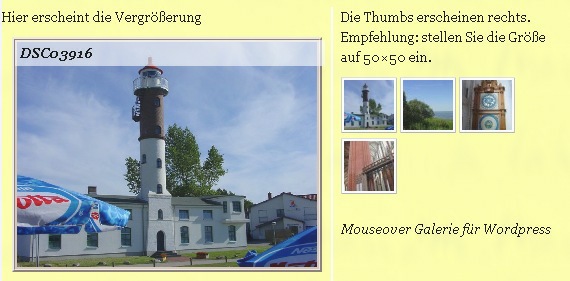 Hier erscheint die Vergrößerung
DSC03916
Die Thumbs erscheinen rechts.
Empfehlung: stellen Sie die Größe
auf 50×50 ein.
Mouseover Galerie für Wordpress